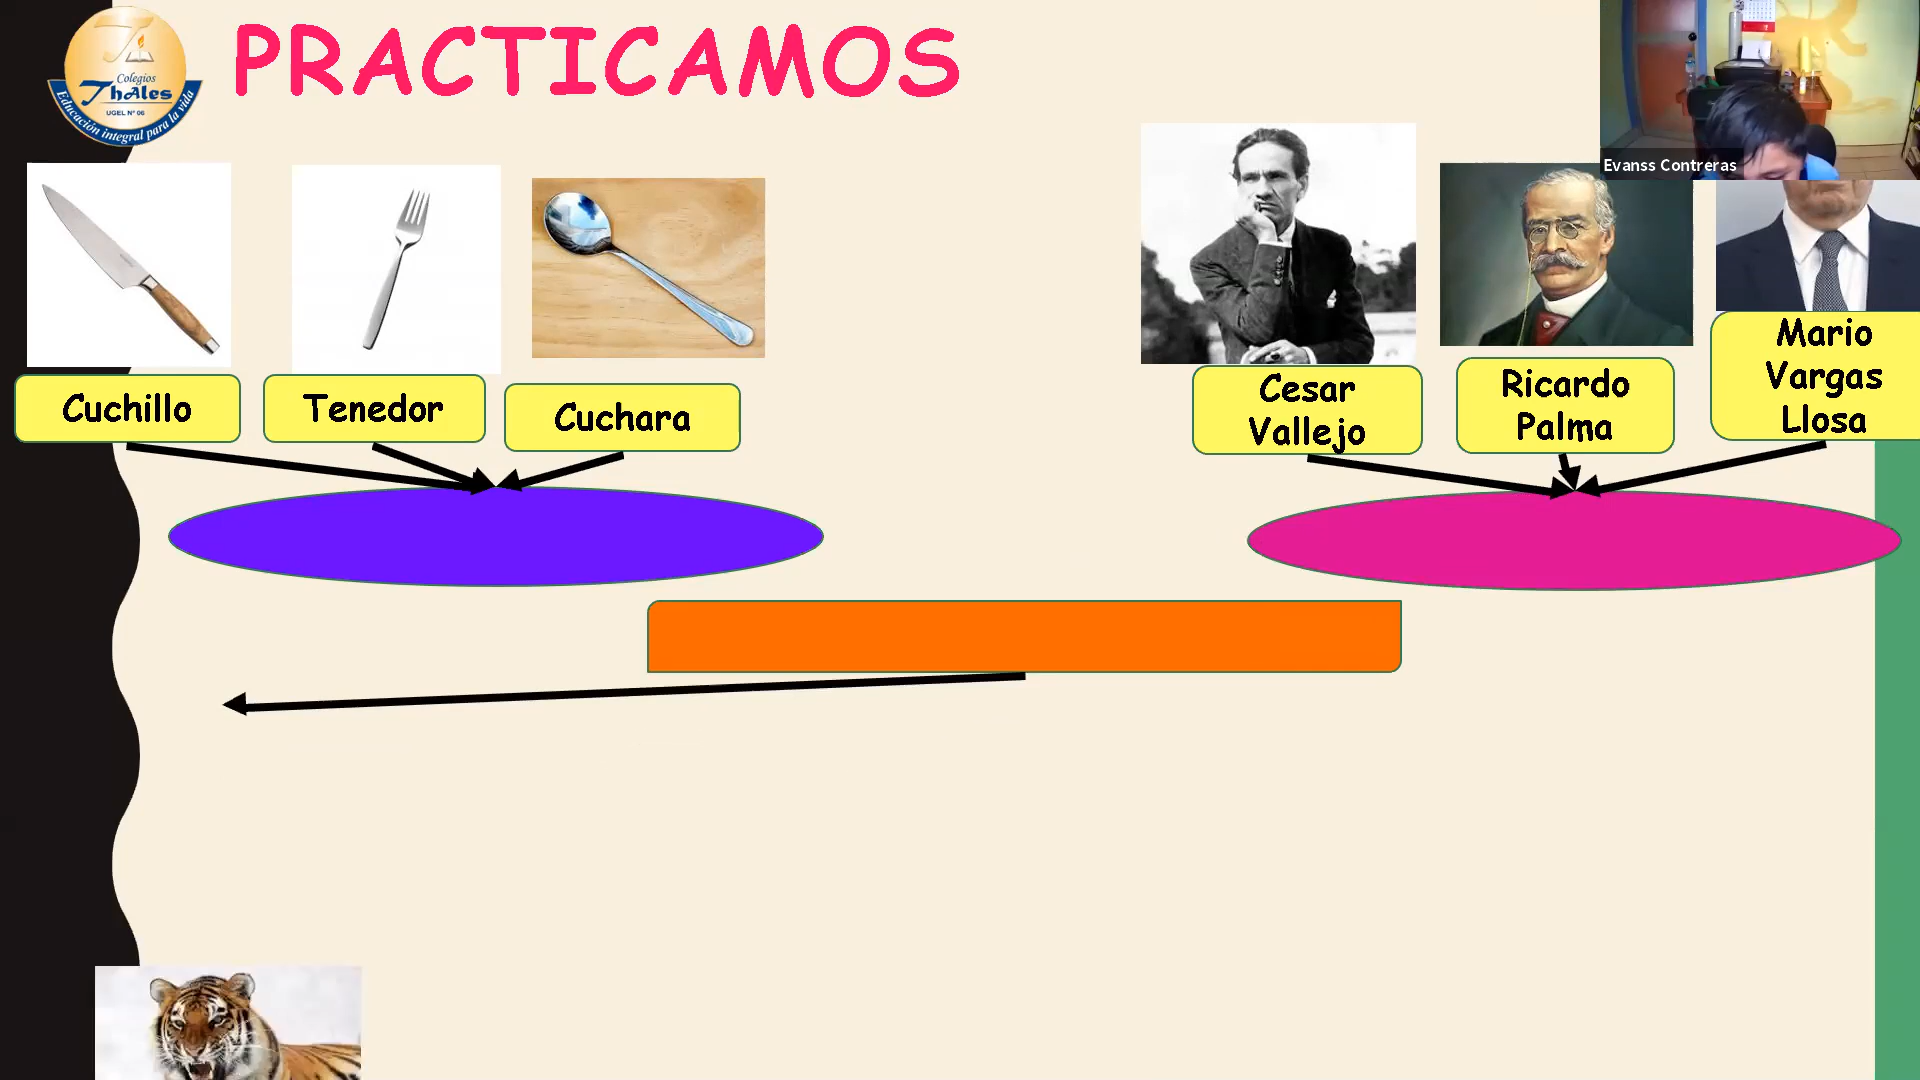 PRACTICAMOS
Colegios
ThAles
UGEL Nº 06
Educación integral para la vida
Evanss Contreras
Cuchillo
Tenedor
Cuchara
Cesar
Vallejo
Ricardo
Palma
Mario
Vargas
Llosa